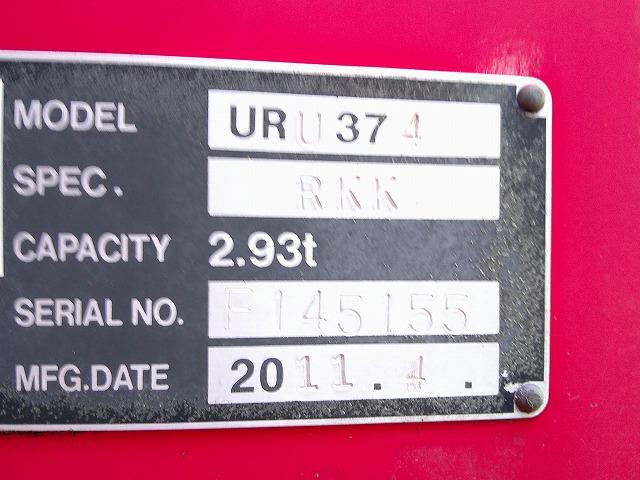 MODEL URU374
SPEC. RKK
CAPACITY 2.93t
SERIAL NO. F145155
MFG.DATE 2011.4.